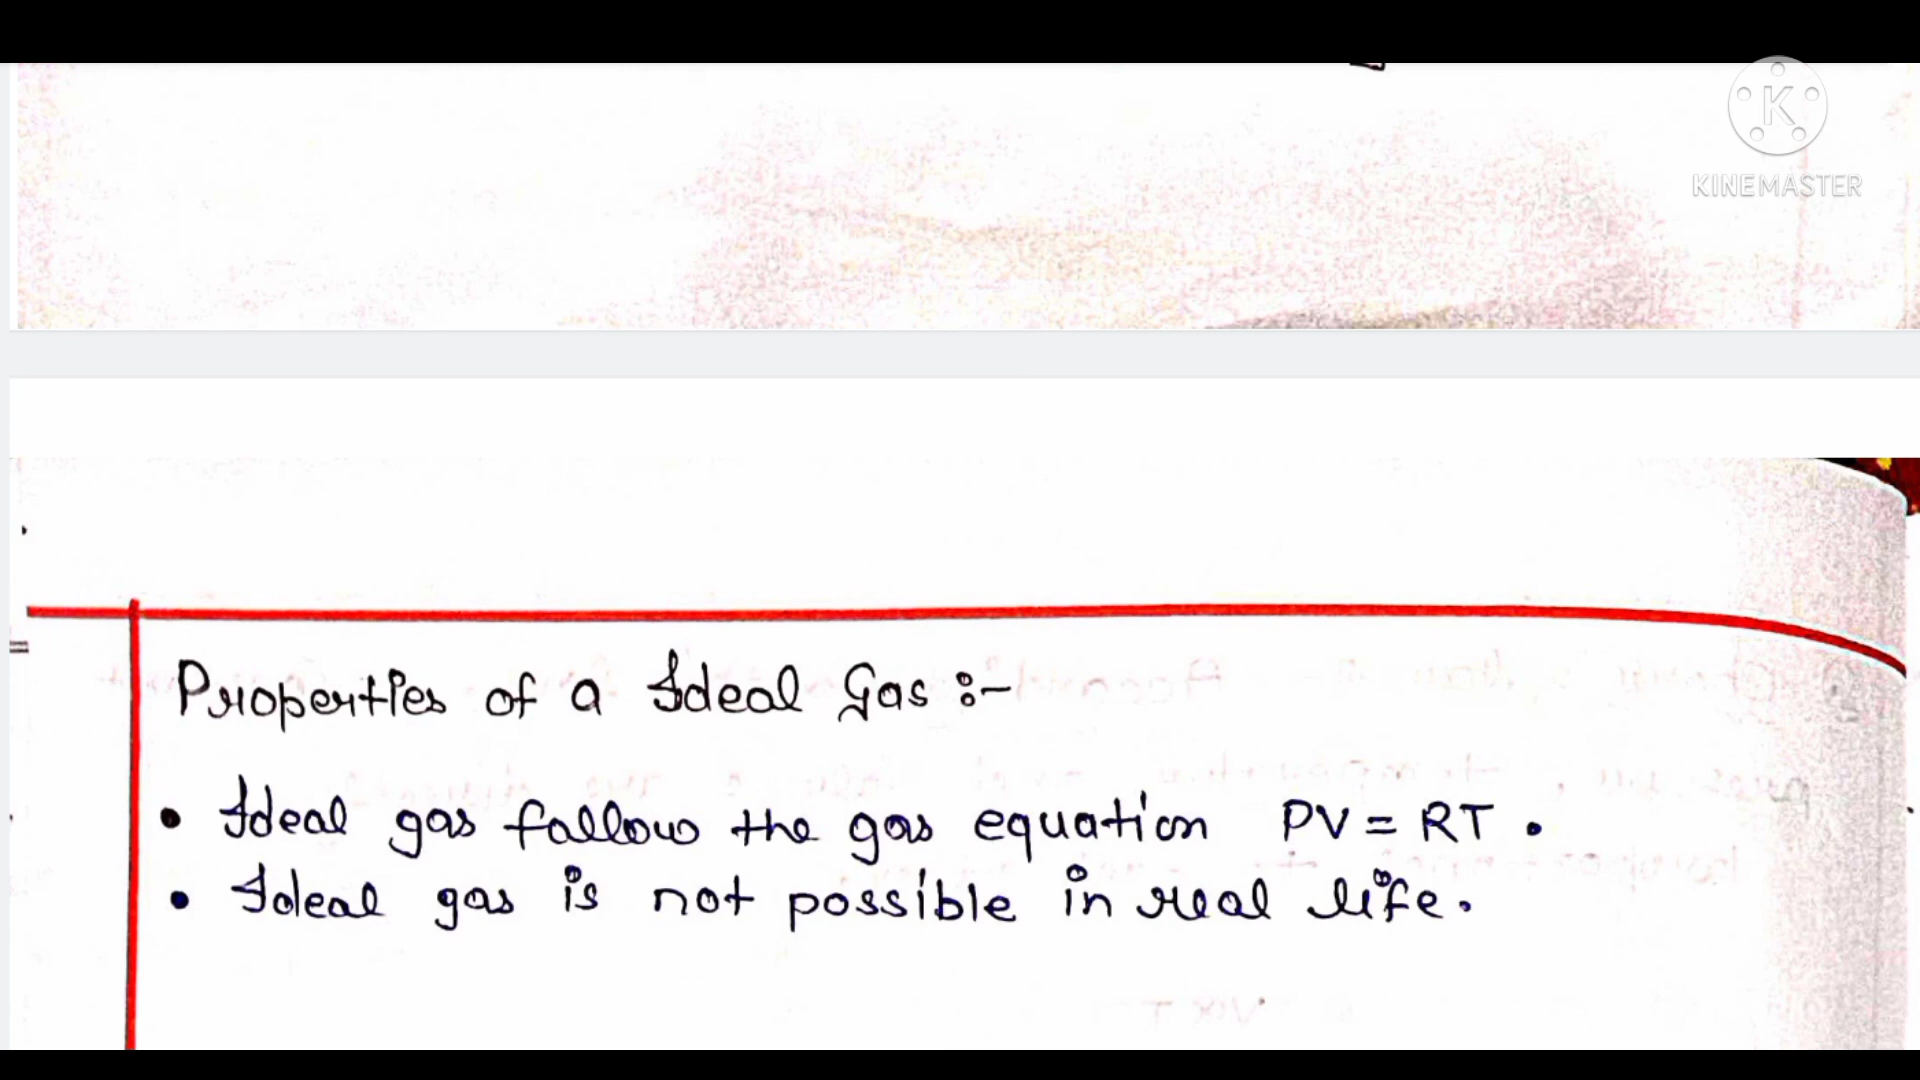 KINEMASTER
Properties of a Ideal Gas :-
• Ideal gas follow the gas equation PV = RT .
• Ideal gas is not possible in real life.